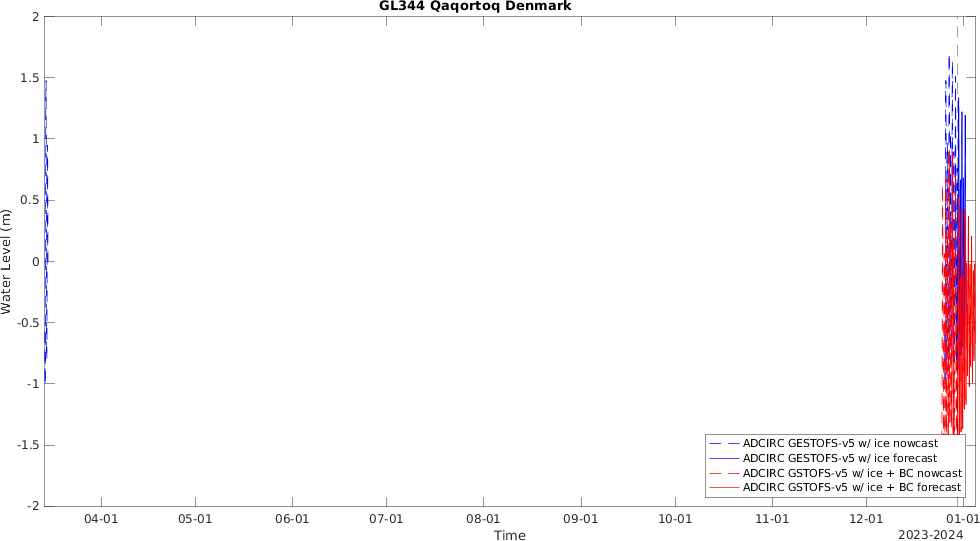 GL344 Qaqortoq Denmark
2
1.5
1
0.5
0
-0.5
-1
-1.5
-2
Water Level (m)
ADCIRC GESTOFS-v5 w/ ice nowcast
ADCIRC GESTOFS-v5 w/ ice forecast
ADCIRC GSTOFS-v5 w/ ice + BC nowcast
ADCIRC GSTOFS-v5 w/ ice + BC forecast
04-01 05-01 06-01 07-01 08-01 09-01 10-01 11-01 12-01 01-01
Time
2023-2024